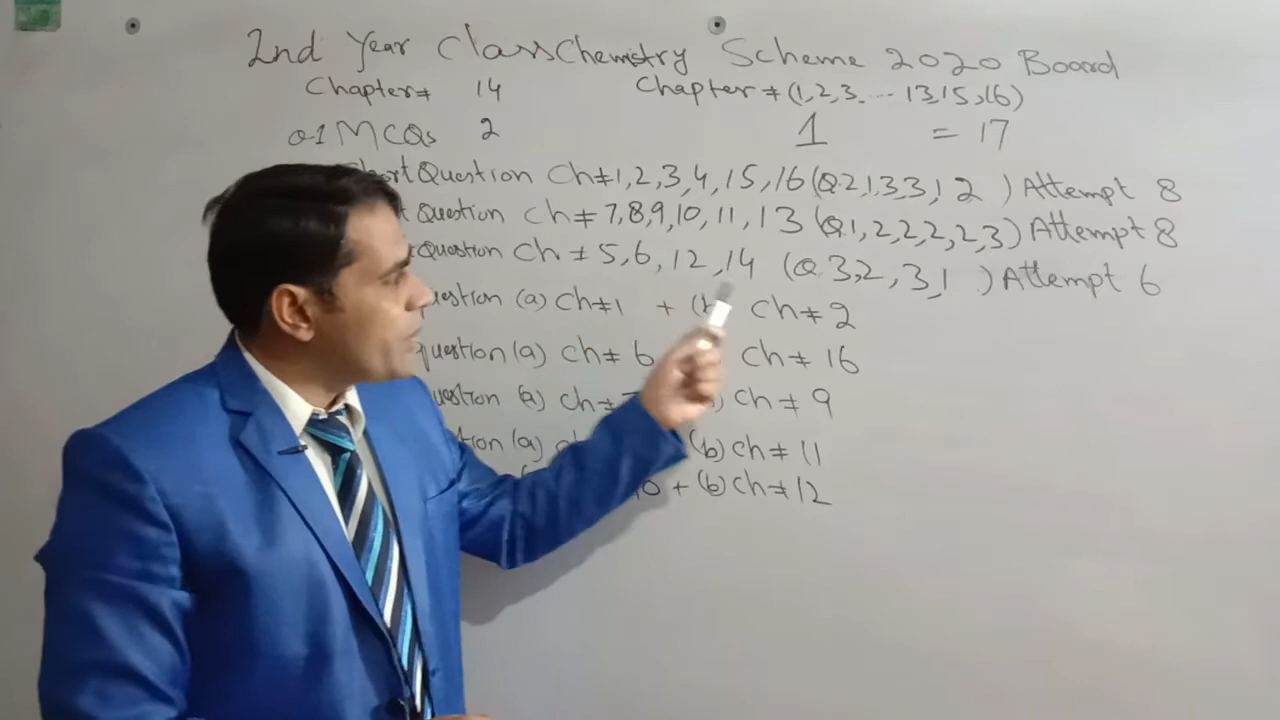 2nd Year Class Chemistry Scheme 2020 Board
Chapter# 14 Chapter # (1,2,3....13,15,16)
Q1 MCQs 2 1 = 17
Question Ch#1,2,3,4,15,16(Q.2,1,3,3,1 2 ) Attempt 8
Question Ch#7,8,9,10,11,13 (Q.1,2,2,2,2,3) Attempt 8
Question Ch#5,6,12,14 (Q.3,2,3,1 ) Attempt 6
(a) Ch#1 + Ch#2
(a) Ch#6 Ch#16
(a) Ch# Ch#9
(a) (b) Ch#11
10 + (b) Ch#12